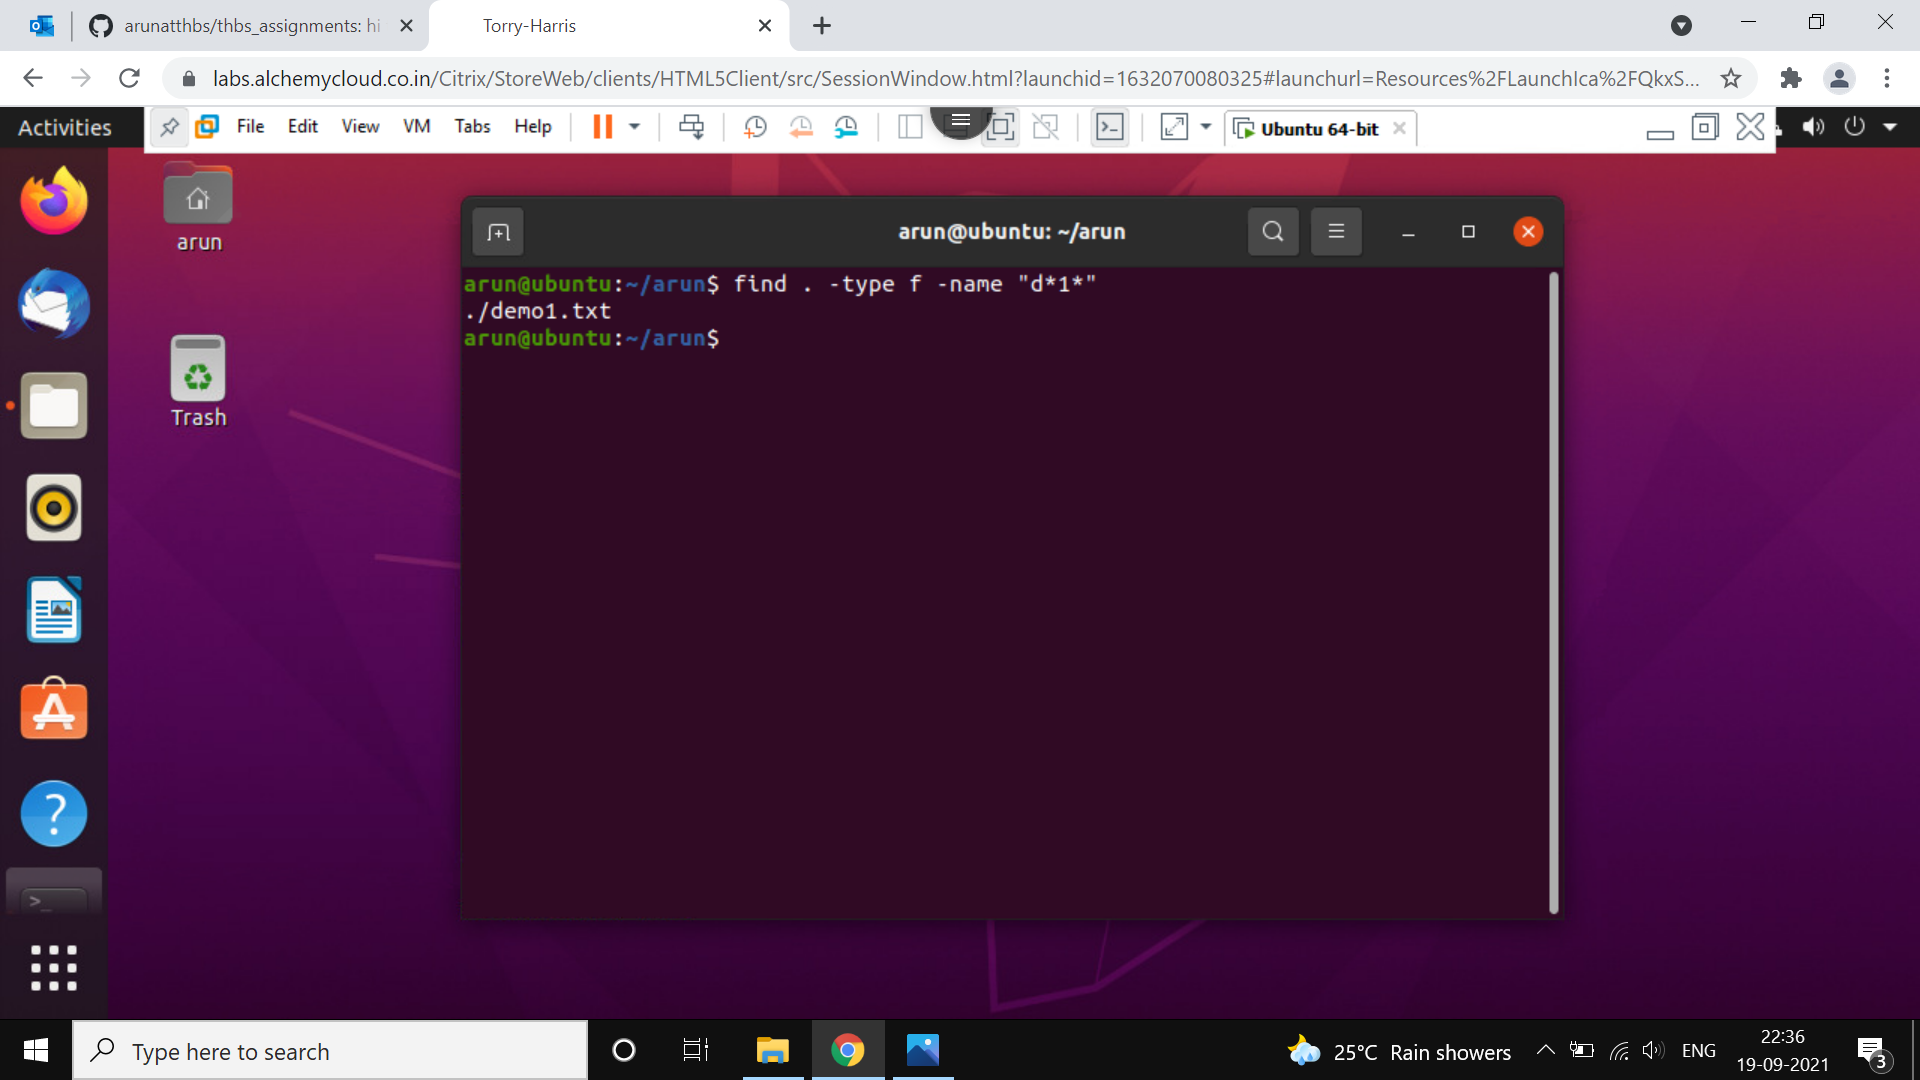 arunatthbs/thbs_assignments: hi
Torry-Harris
labs.alchemycloud.co.in/Citrix/StoreWeb/clients/HTML5Client/src/SessionWindow.html?launchid=1632070080325#launchurl=Resources%2FLaunchIca%2FQkxS...
Activities
File Edit View VM Tabs Help
Ubuntu 64-bit
arun
Trash
arun@ubuntu: ~/arun
arun@ubuntu:~/arun$ find . -type f -name "d*1*"
./demo1.txt
arun@ubuntu:~/arun$
Type here to search
25°C Rain showers
ENG
22:36
19-09-2021
3